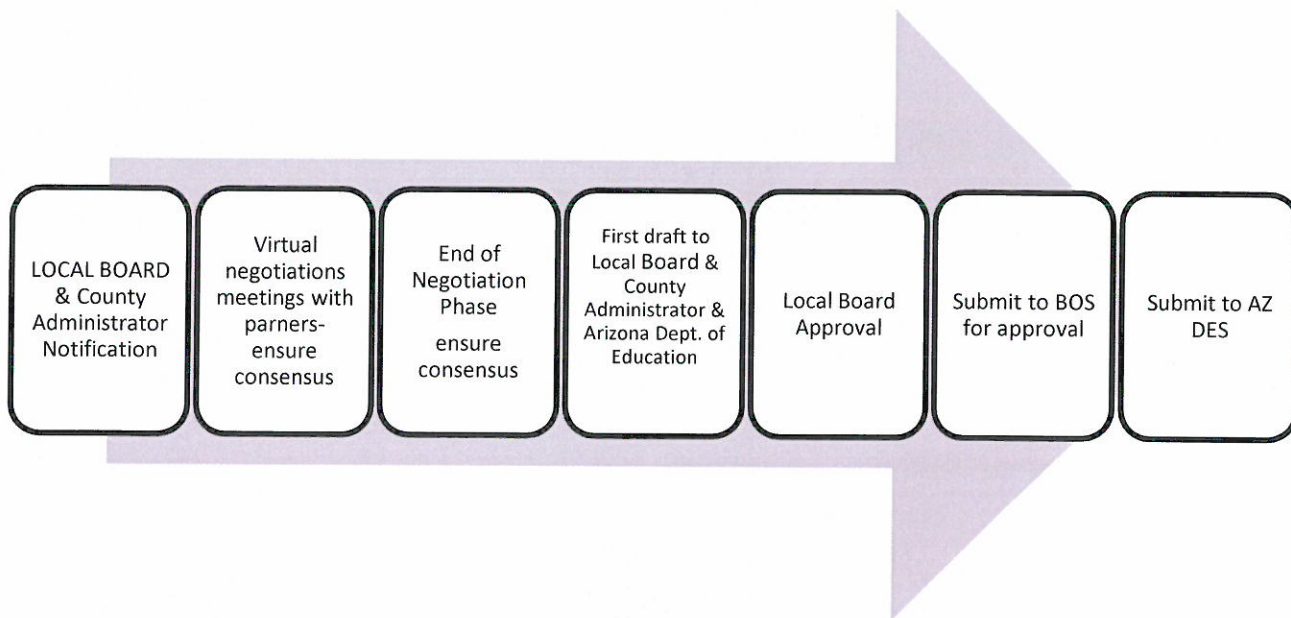 LOCAL BOARD
& County
Administrator
Notification
Virtual
negotiations
meetings with
parners-
ensure
consensus
End of
Negotiation
Phase
ensure
consensus
First draft to
Local Board &
County
Administrator &
Arizona Dept. of
Education
Local Board
Approval
Submit to BOS
for approval
Submit to AZ
DES